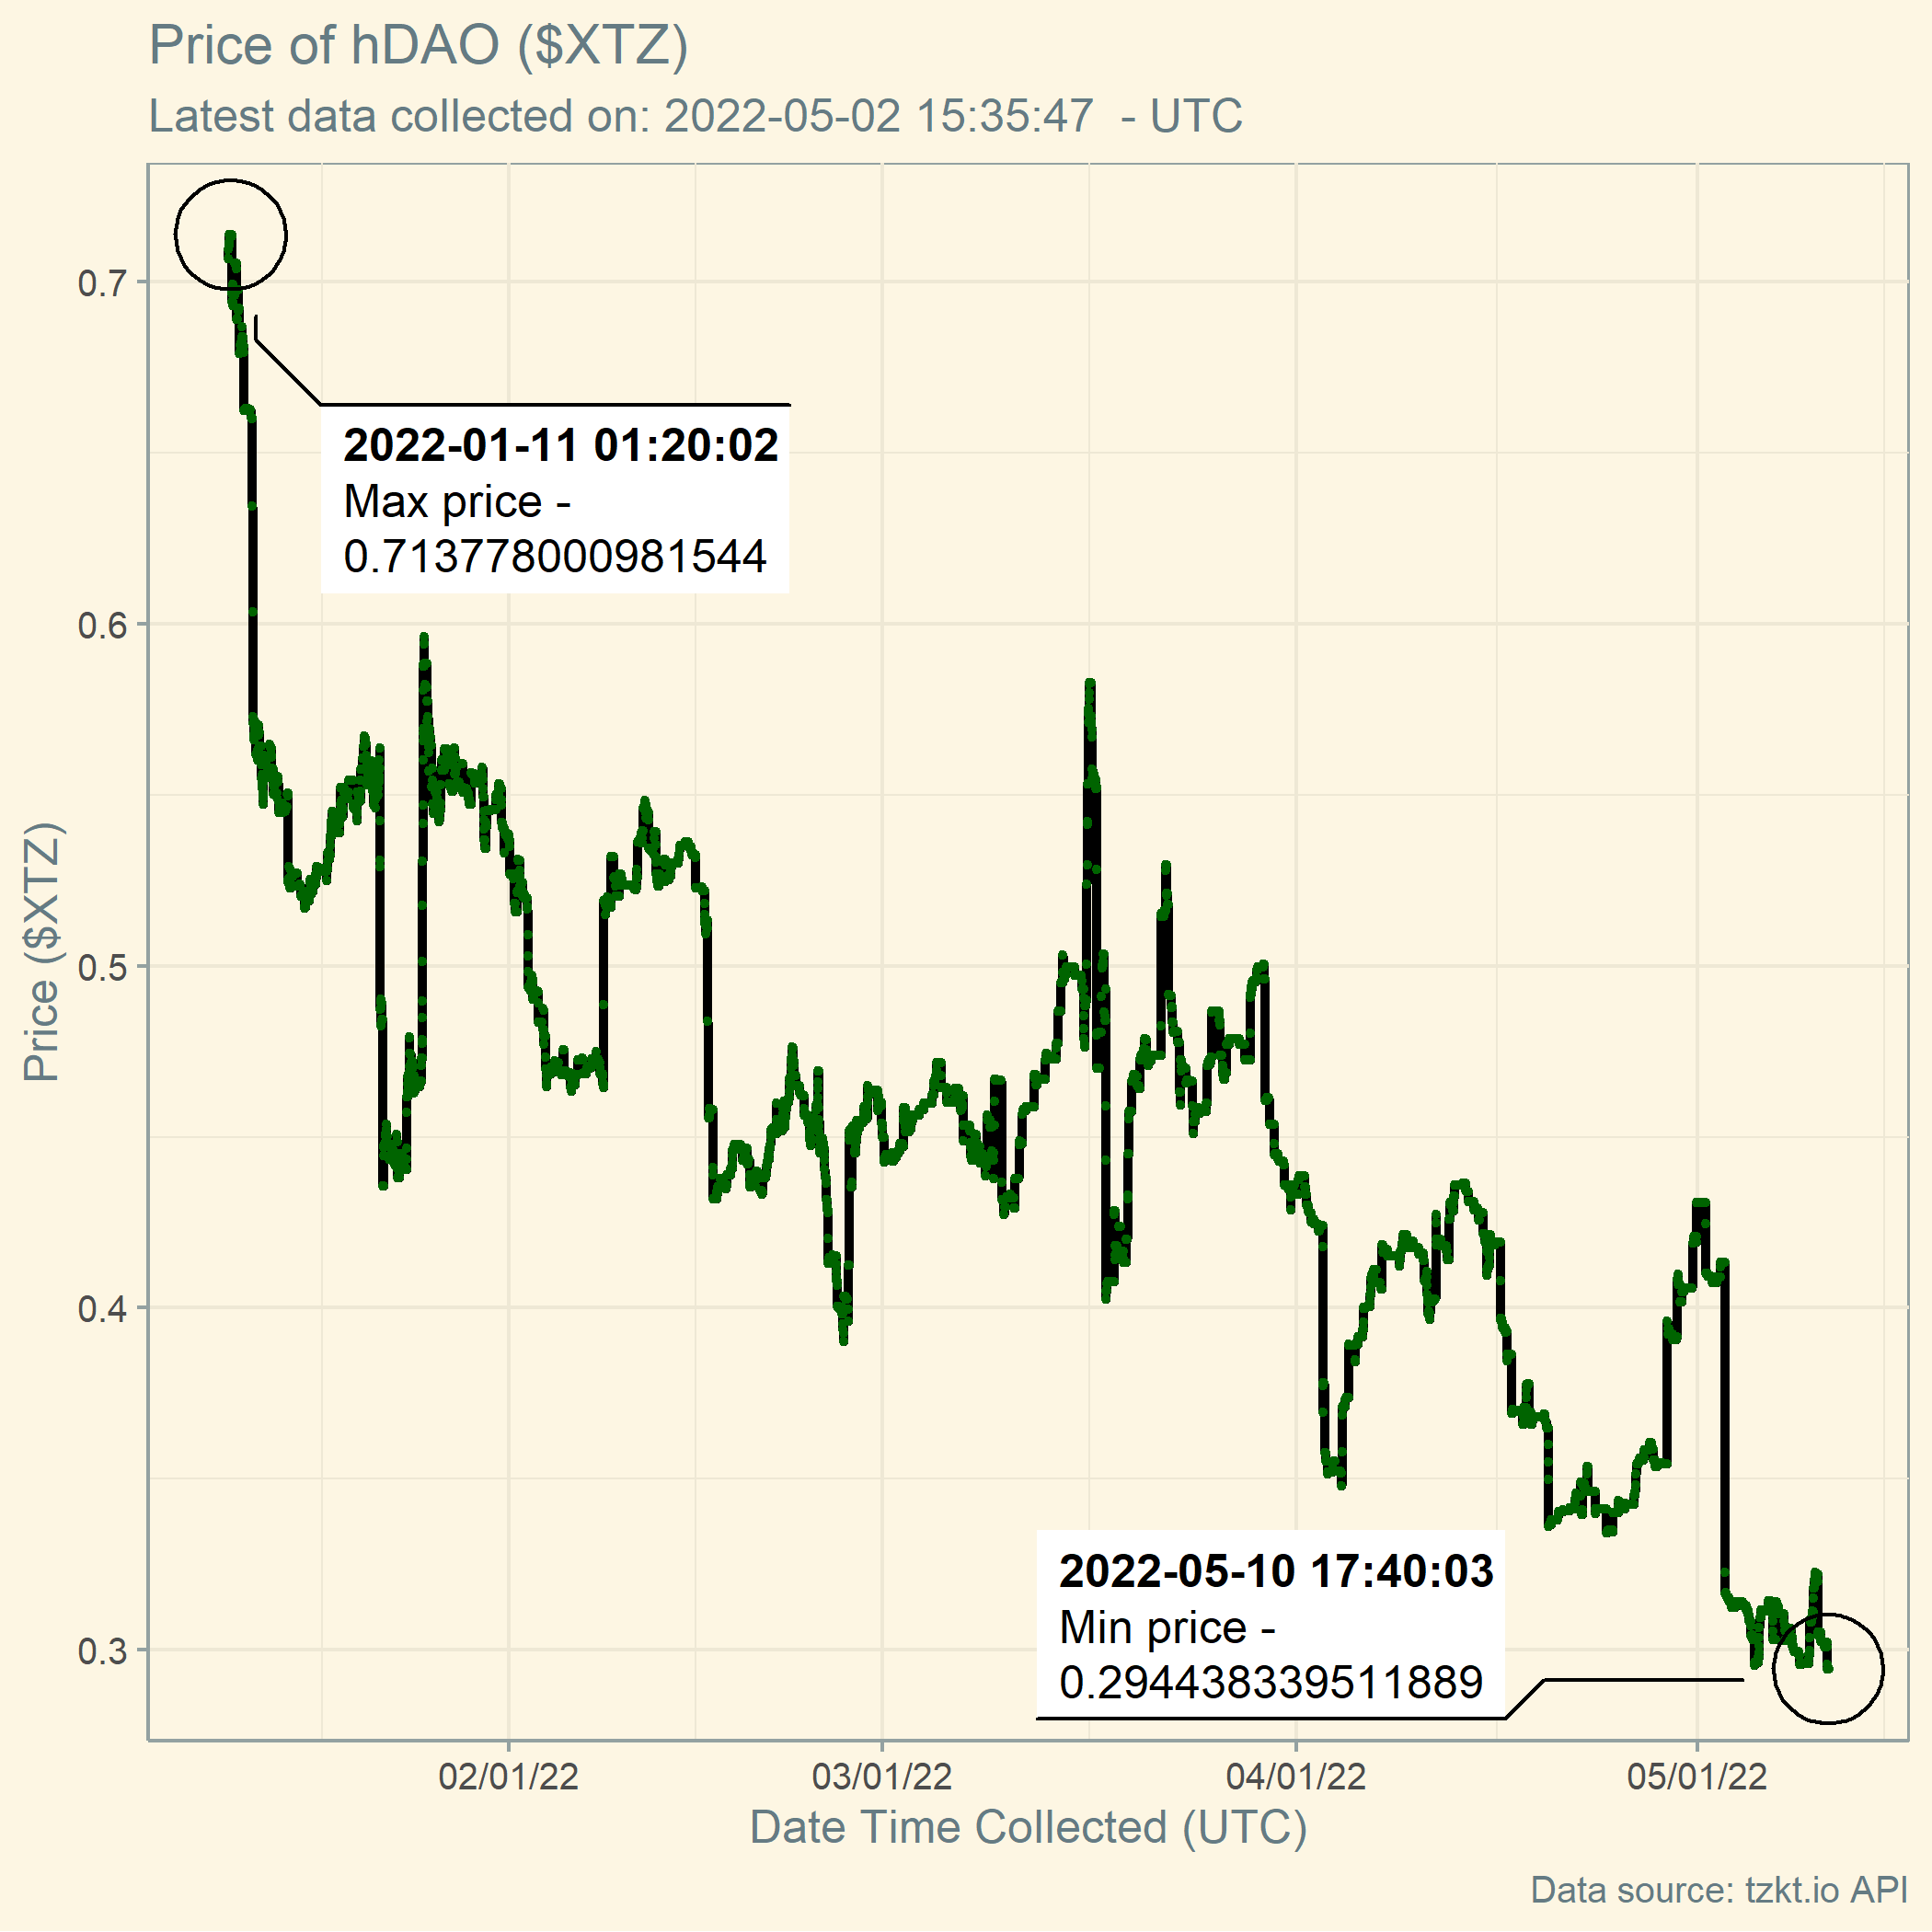 Price of hDAO ($XTZ)
Latest data collected on: 2022-05-02 15:35:47  - UTC
0.7
2022-01-11 01:20:02
Max price -
0.713778000981544
0.6
0.5
Price ($XTZ)
0.4
2022-05-10 17:40:03
Min price -
0.294438339511889
0.3
02/01/22
03/01/22
04/01/22
05/01/22
Date Time Collected (UTC)
Data source: tzkt.io API